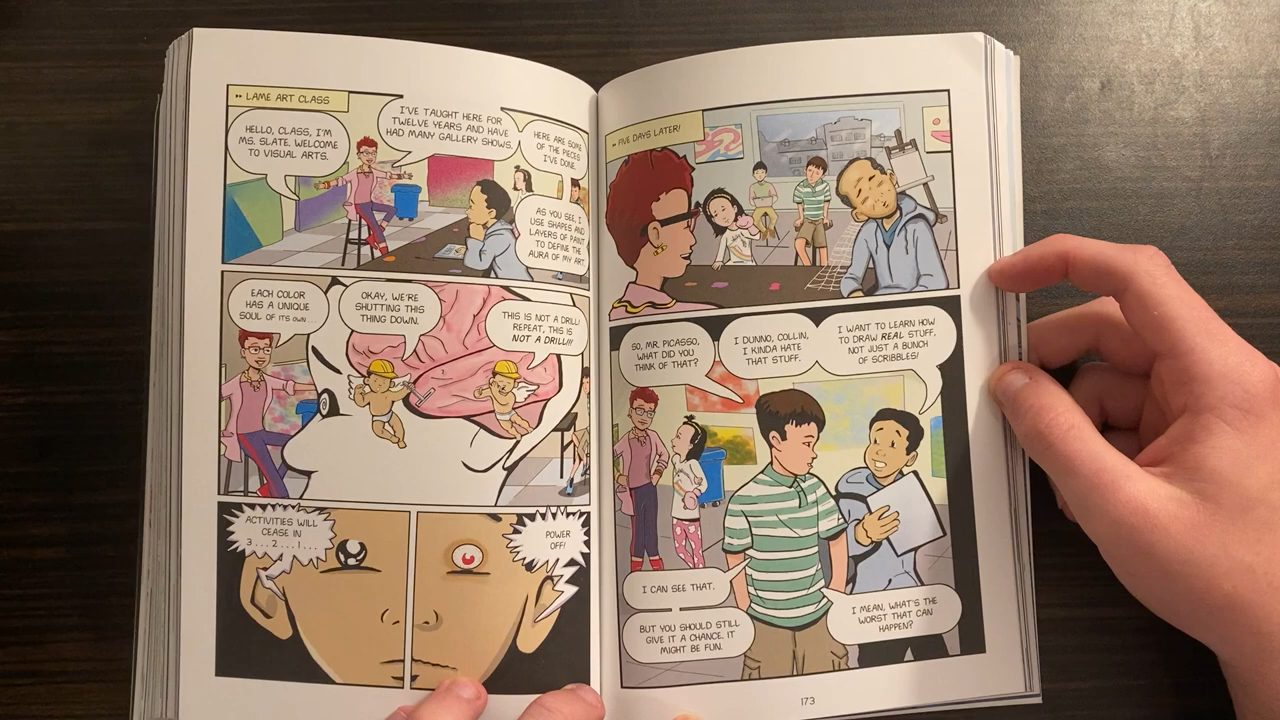 ▸▸ LAME ART CLASS
HELLO, CLASS, I'M
MS. SLATE. WELCOME
TO VISUAL ARTS.
I'VE TAUGHT HERE FOR
TWELVE YEARS AND HAVE
HAD MANY GALLERY SHOWS.
HERE ARE SOME
OF THE PIECES
I'VE DONE.
AS YOU SEE, I
USE SHAPES AND
LAYERS OF PAINT
TO DEFINE THE
AURA OF MY ART.
EACH COLOR
HAS A UNIQUE
SOUL OF ITS OWN...
OKAY, WE'RE
SHUTTING THIS
THING DOWN.
THIS IS NOT A DRILL!
REPEAT, THIS IS
NOT A DRILL!!!
ACTIVITIES WILL
CEASE IN
3...2...1...
POWER
OFF!
▸▸ FIVE DAYS LATER!
SO, MR. PICASSO,
WHAT DID YOU
THINK OF THAT?
I DUNNO, COLLIN,
I KINDA HATE
THAT STUFF.
I WANT TO LEARN HOW
TO DRAW REAL STUFF,
NOT JUST A BUNCH
OF SCRIBBLES!
I CAN SEE THAT.
BUT YOU SHOULD STILL
GIVE IT A CHANCE. IT
MIGHT BE FUN.
I MEAN, WHAT'S THE
WORST THAT CAN
HAPPEN?
173